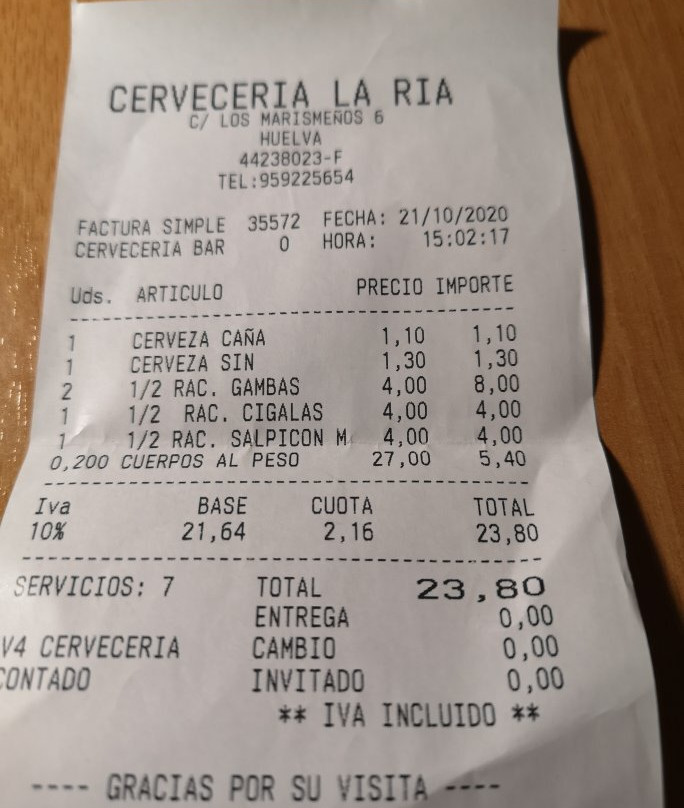 CERVECERIA LA RIA
C/ LOS MARISMEÑOS 6
HUELVA
44238023-F
TEL:959225654
FACTURA SIMPLE 35572 FECHA: 21/10/2020
CERVECERIA BAR 0 HORA: 15:02:17
Uds. ARTICULO PRECIO IMPORTE
1 CERVEZA CAÑA 1,10 1,10
1 CERVEZA SIN 1,30 1,30
2 1/2 RAC. GAMBAS 4,00 8,00
1 1/2 RAC. CIGALAS 4,00 4,00
1 1/2 RAC. SALPICON M 4,00 4,00
0,200 CUERPOS AL PESO 27,00 5,40
Iva BASE CUOTA TOTAL
10% 21,64 2,16 23,80
SERVICIOS: 7 TOTAL 23,80
ENTREGA 0,00
V4 CERVECERIA CAMBIO 0,00
CONTADO INVITADO 0,00
** IVA INCLUIDO **
---- GRACIAS POR SU VISITA ----